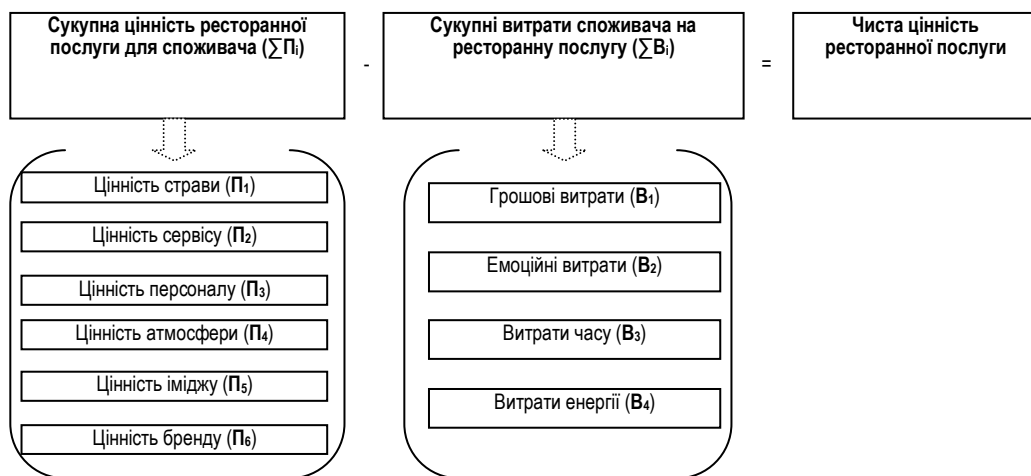 Сукупна цінність ресторанної
послуги для споживача (∑Пᵢ)
-
Сукупні витрати споживача на
ресторанну послугу (∑Вᵢ)
=
Чиста цінність
ресторанної послуги
Цінність страви (П₁)
Цінність сервісу (П₂)
Цінність персоналу (П₃)
Цінність атмосфери (П₄)
Цінність іміджу (П₅)
Цінність бренду (П₆)
Грошові витрати (В₁)
Емоційні витрати (В₂)
Витрати часу (В₃)
Витрати енергії (В₄)